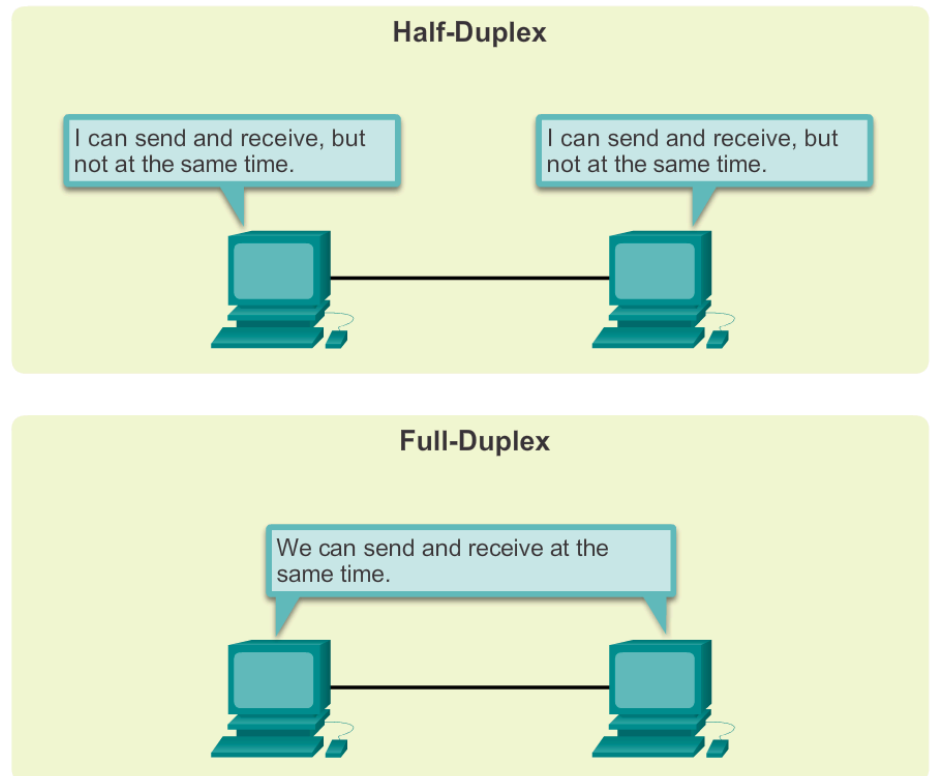 Half-Duplex
I can send and receive, but
not at the same time.
I can send and receive, but
not at the same time.
Full-Duplex
We can send and receive at the
same time.